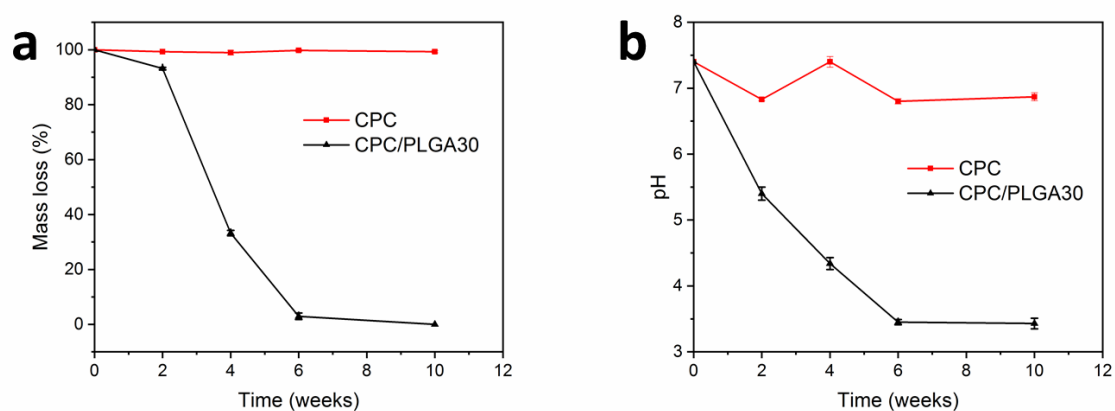 a
100
80
60
40
20
0
Mass loss (%)
CPC
CPC/PLGA30
0 2 4 6 8 10 12
Time (weeks)
b
8
7
6
5
4
3
pH
CPC
CPC/PLGA30
0 2 4 6 8 10 12
Time (weeks)